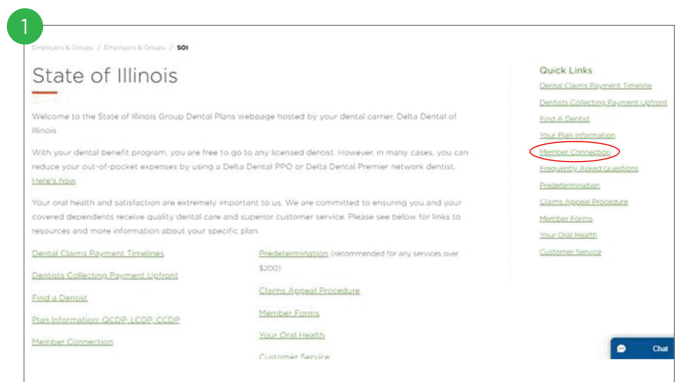 1
Employers & Groups / Employers & Groups / SOI
State of Illinois
Welcome to the State of Illinois Group Dental Plans webpage hosted by your dental carrier, Delta Dental of
Illinois.
With your dental benefit program, you are free to go to any licensed dentist. However, in many cases, you can
reduce your out-of-pocket expenses by using a Delta Dental PPO or Delta Dental Premier network dentist.
Here's how.
Your oral health and satisfaction are extremely important to us. We are committed to ensuring you and your
covered dependents receive quality dental care and superior customer service. Please see below for links to
resources and more information about your specific plan.
Dental Claims Payment Timelines
Dentists Collecting Payment Upfront
Find a Dentist
Plan Information: QCDP, LCDP, CCDP
Member Connection
Predetermination (recommended for any services over
$200)
Claims Appeal Procedure
Member Forms
Your Oral Health
Customer Service
Quick Links
Dental Claims Payment Timeline
Dentists Collecting Payment Upfront
Find A Dentist
Your Plan Information
Member Connection
Frequently Asked Questions
Predetermination
Claims Appeal Procedure
Member Forms
Your Oral Health
Customer Service
Chat